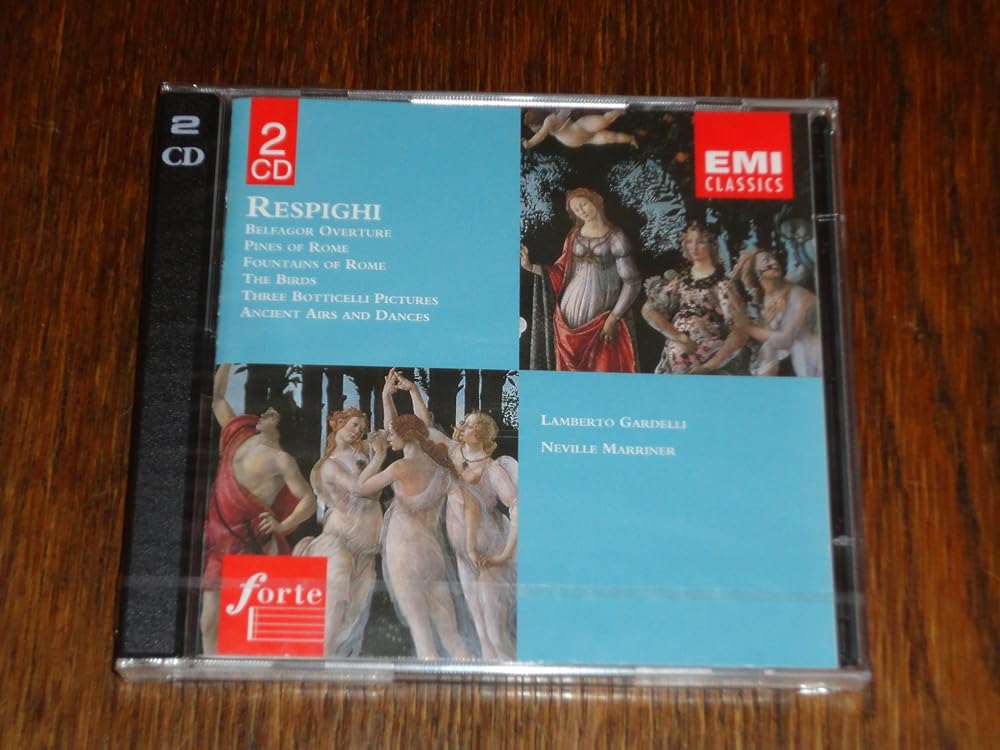 2
CD
2
CD
RESPIGHI
BELFAGOR OVERTURE
PINES OF ROME
FOUNTAINS OF ROME
THE BIRDS
THREE BOTTICELLI PICTURES
ANCIENT AIRS AND DANCES
EMI
CLASSICS
LAMBERTO GARDELLI
NEVILLE MARRINER
forte